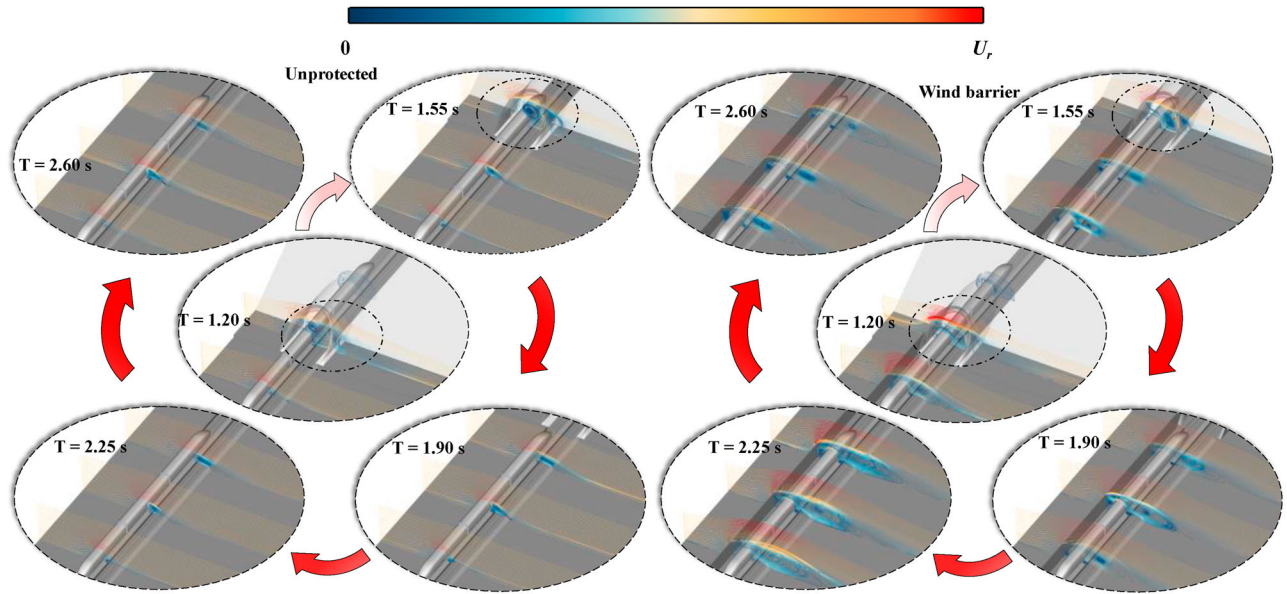 0
U_r
Unprotected
Wind barrier
T = 2.60 s
T = 1.55 s
T = 1.20 s
T = 2.25 s
T = 1.90 s
T = 2.60 s
T = 1.55 s
T = 1.20 s
T = 2.25 s
T = 1.90 s